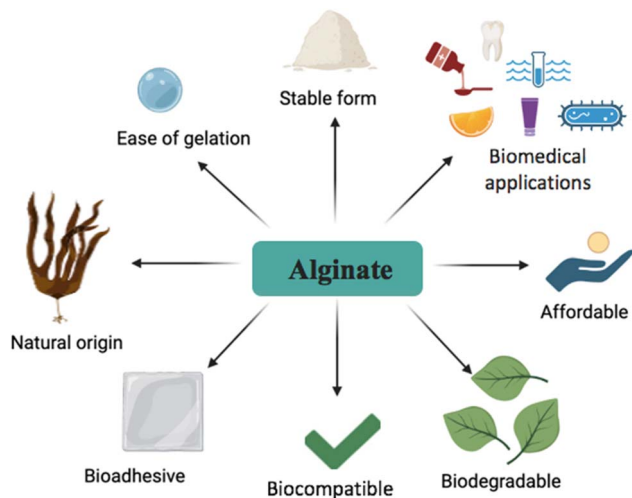 Stable form
Ease of gelation
Biomedical
applications
Alginate
Affordable
Natural origin
Bioadhesive
Biocompatible
Biodegradable